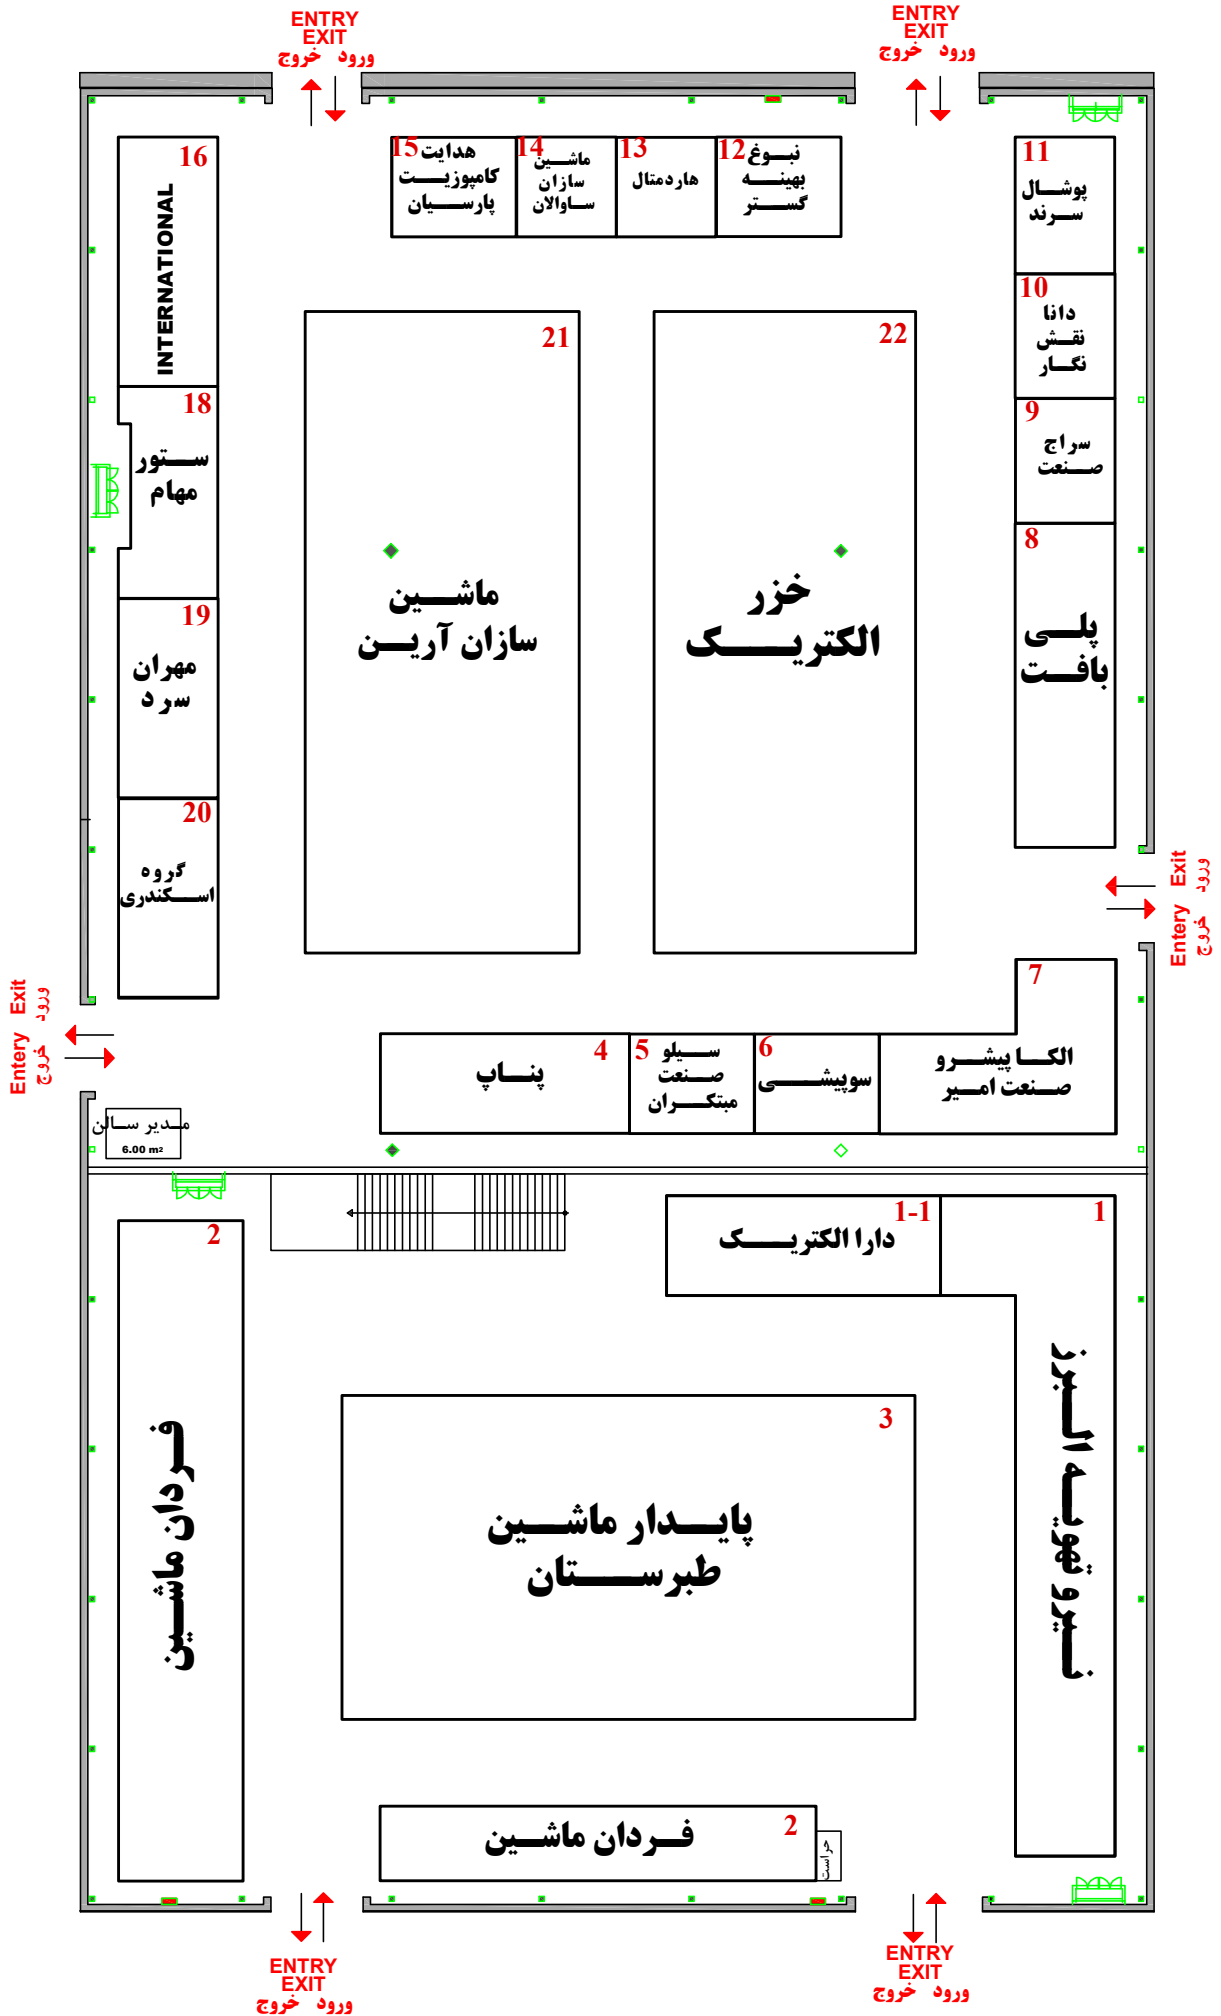 ENTRY
EXIT
ورود خروج
ENTRY
EXIT
ورود خروج
16
INTERNATIONAL
15
هدایت
کامپوزیت
پارسیان
14
ماشین
سازان
ساوالان
13
هاردمتال
12
نبوغ
بهینه
گستر
11
پوشال
سرند
10
دانا
نقش
نگار
9
سراج
صنعت
8
پلی
بافت
18
ستور
مهام
19
مهران
سرد
20
گروه
اسکندری
21
ماشین
سازان آرین
22
خزر
الکتریک
Entery Exit
ورود خروج
Entery Exit
ورود خروج
7
الکا پیشرو
صنعت امیر
6
سوپیشی
5
سیلو
صنعت
مبتکران
4
پناپ
مدیر سالن
6.00 m²
2
فردان ماشین
1-1
دارا الکتریک
1
نیرو تهویه البرز
3
پایدار ماشین
طبرستان
2
فردان ماشین
حراست
ENTRY
EXIT
ورود خروج
ENTRY
EXIT
ورود خروج